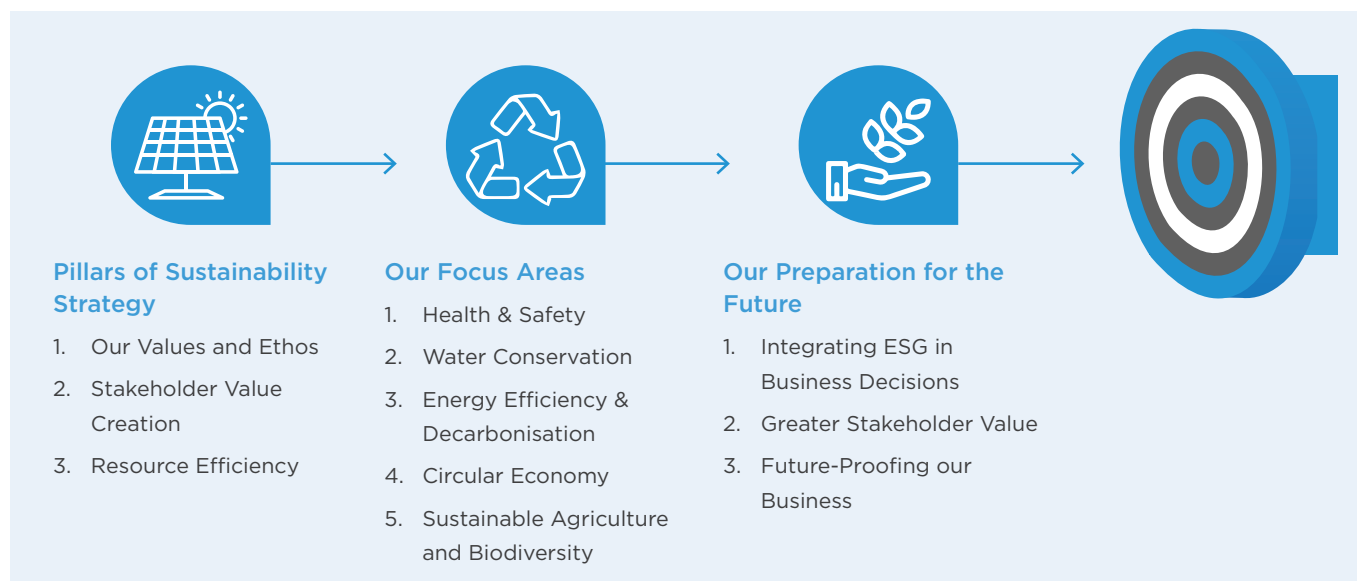 Pillars of Sustainability
Strategy
1. Our Values and Ethos
2. Stakeholder Value
Creation
3. Resource Efficiency
Our Focus Areas
1. Health & Safety
2. Water Conservation
3. Energy Efficiency &
Decarbonisation
4. Circular Economy
5. Sustainable Agriculture
and Biodiversity
Our Preparation for the
Future
1. Integrating ESG in
Business Decisions
2. Greater Stakeholder Value
3. Future-Proofing our
Business